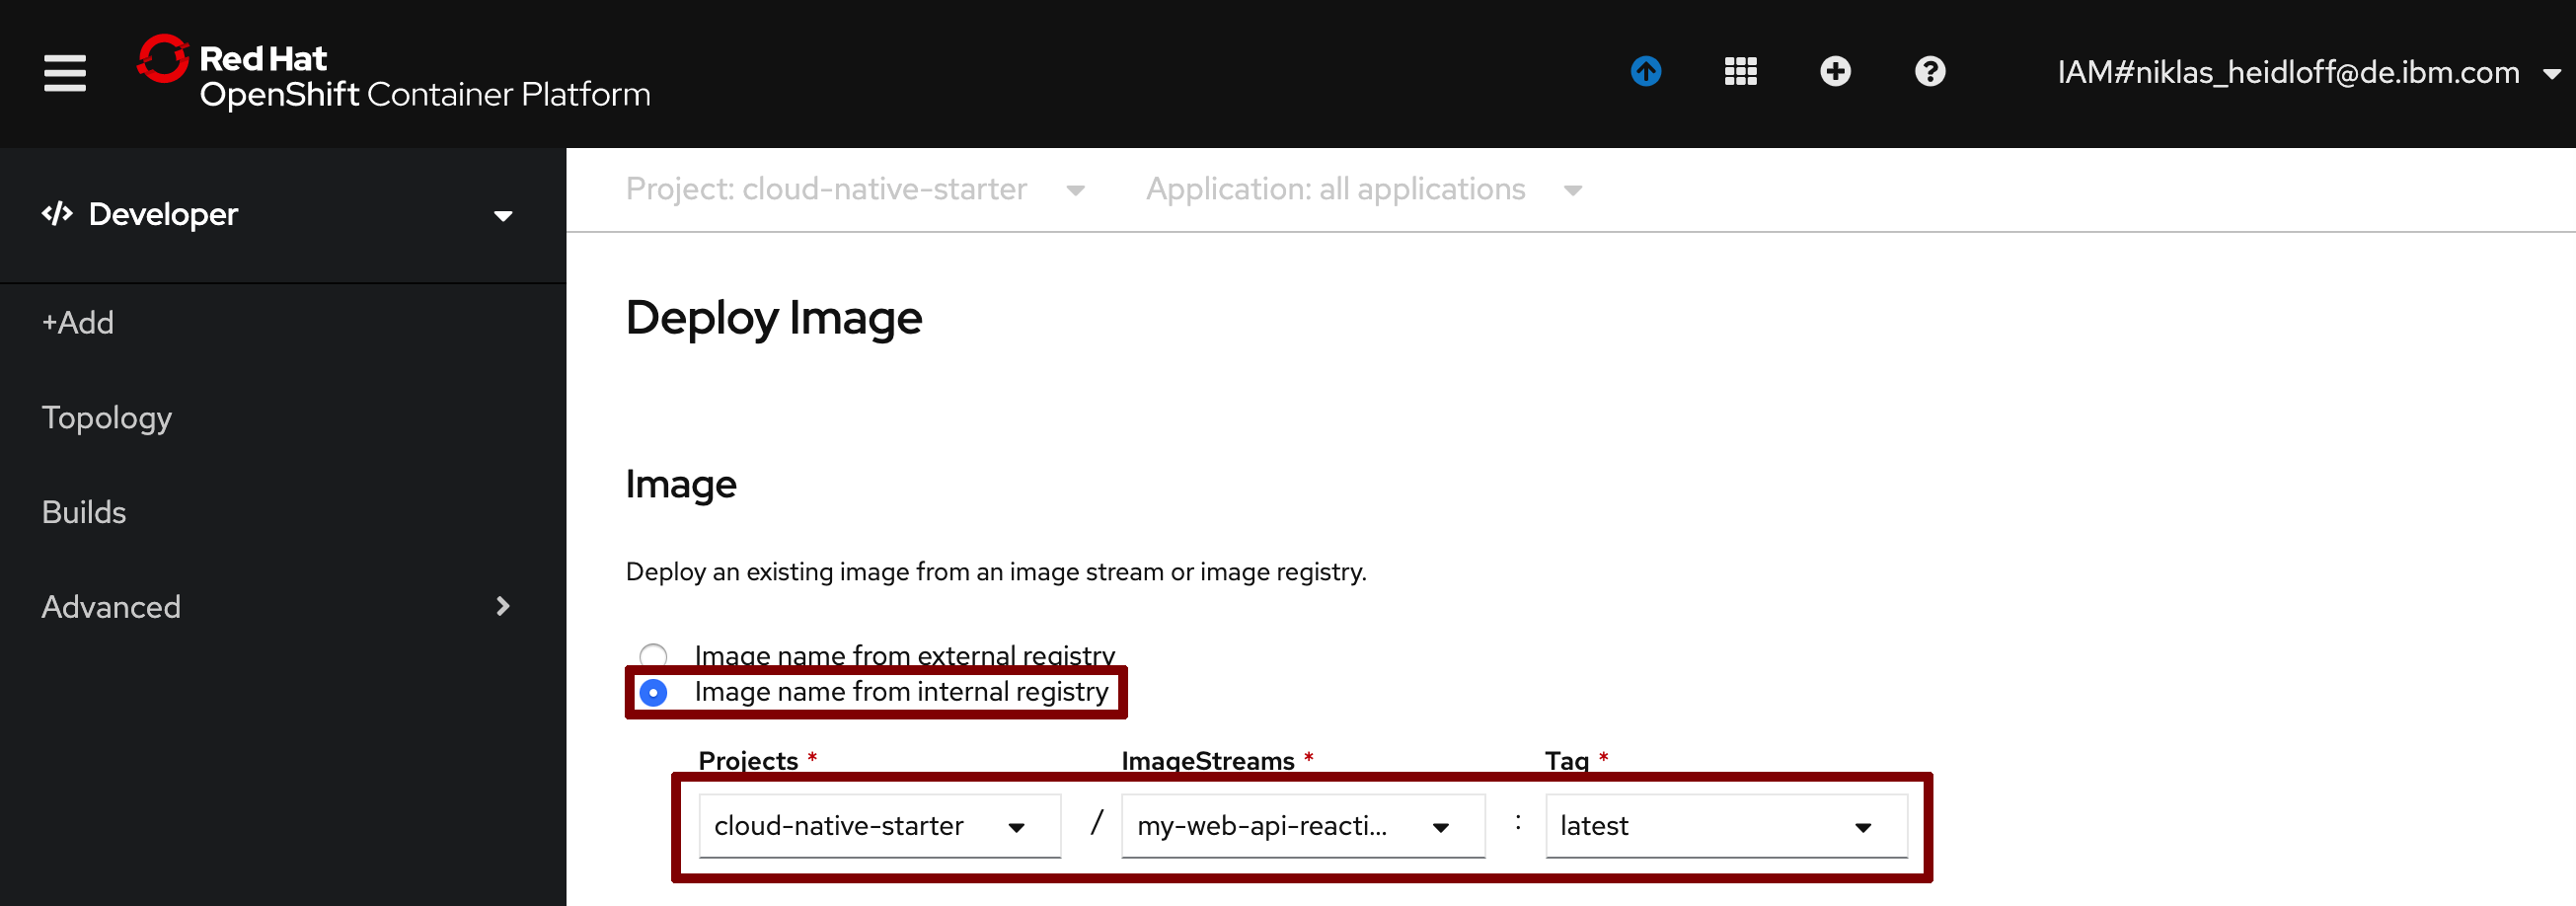 Red Hat
OpenShift Container Platform
IAM#niklas_heidloff@de.ibm.com
Developer
Project: cloud-native-starter
Application: all applications
+Add
Topology
Builds
Advanced
Deploy Image
Image
Deploy an existing image from an image stream or image registry.
Image name from external registry
Image name from internal registry
Projects * ImageStreams * Tag *
cloud-native-starter / my-web-api-reacti... : latest